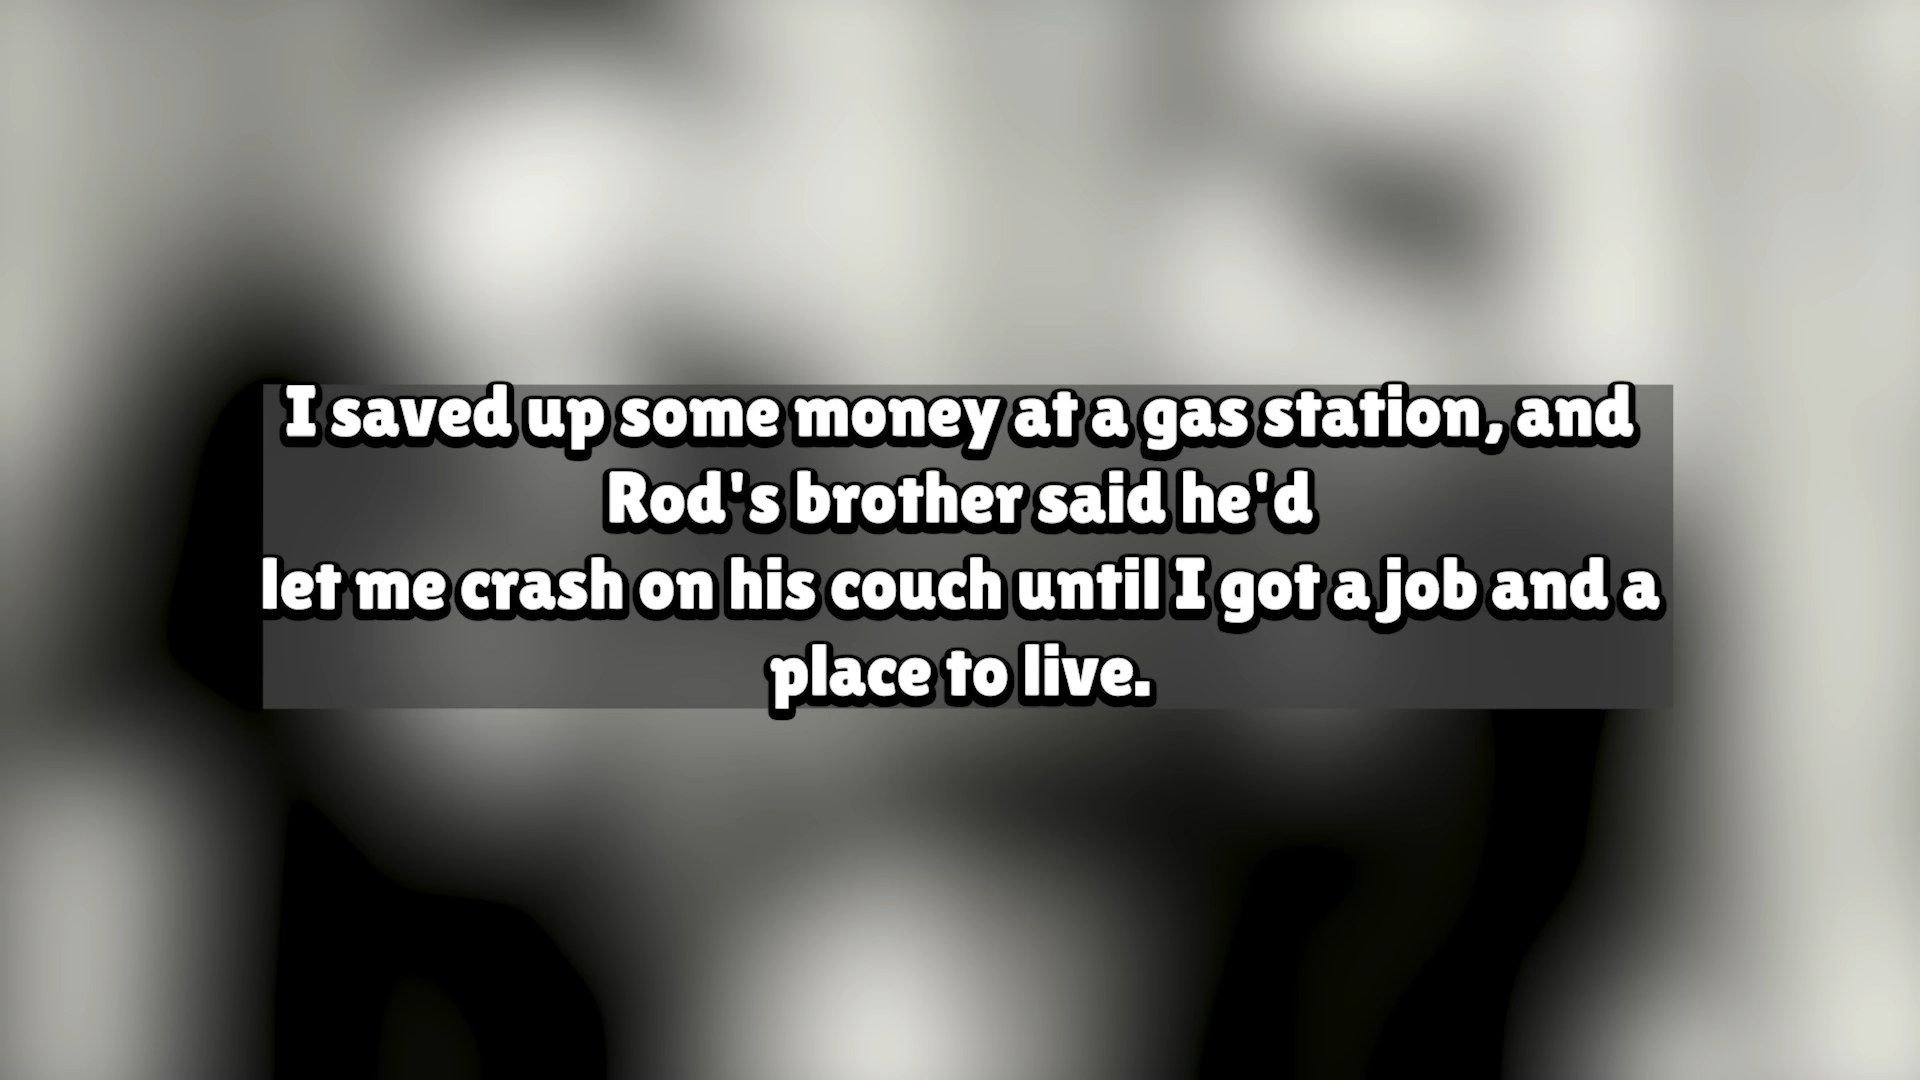 I saved up some money at a gas station, and
Rod's brother said he'd
let me crash on his couch until I got a job and a
place to live.